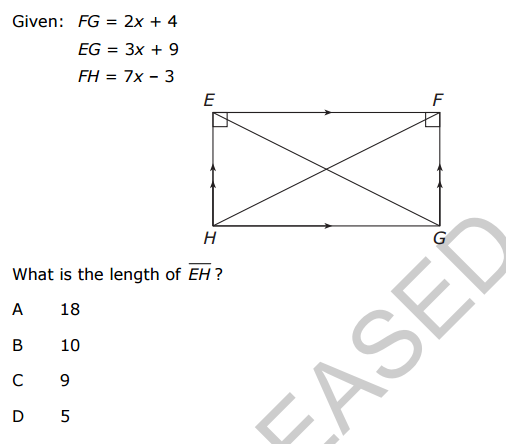 Given: FG = 2x + 4
EG = 3x + 9
FH = 7x – 3
E F
H G
What is the length of EH ?
A 18
B 10
C 9
D 5
EASED